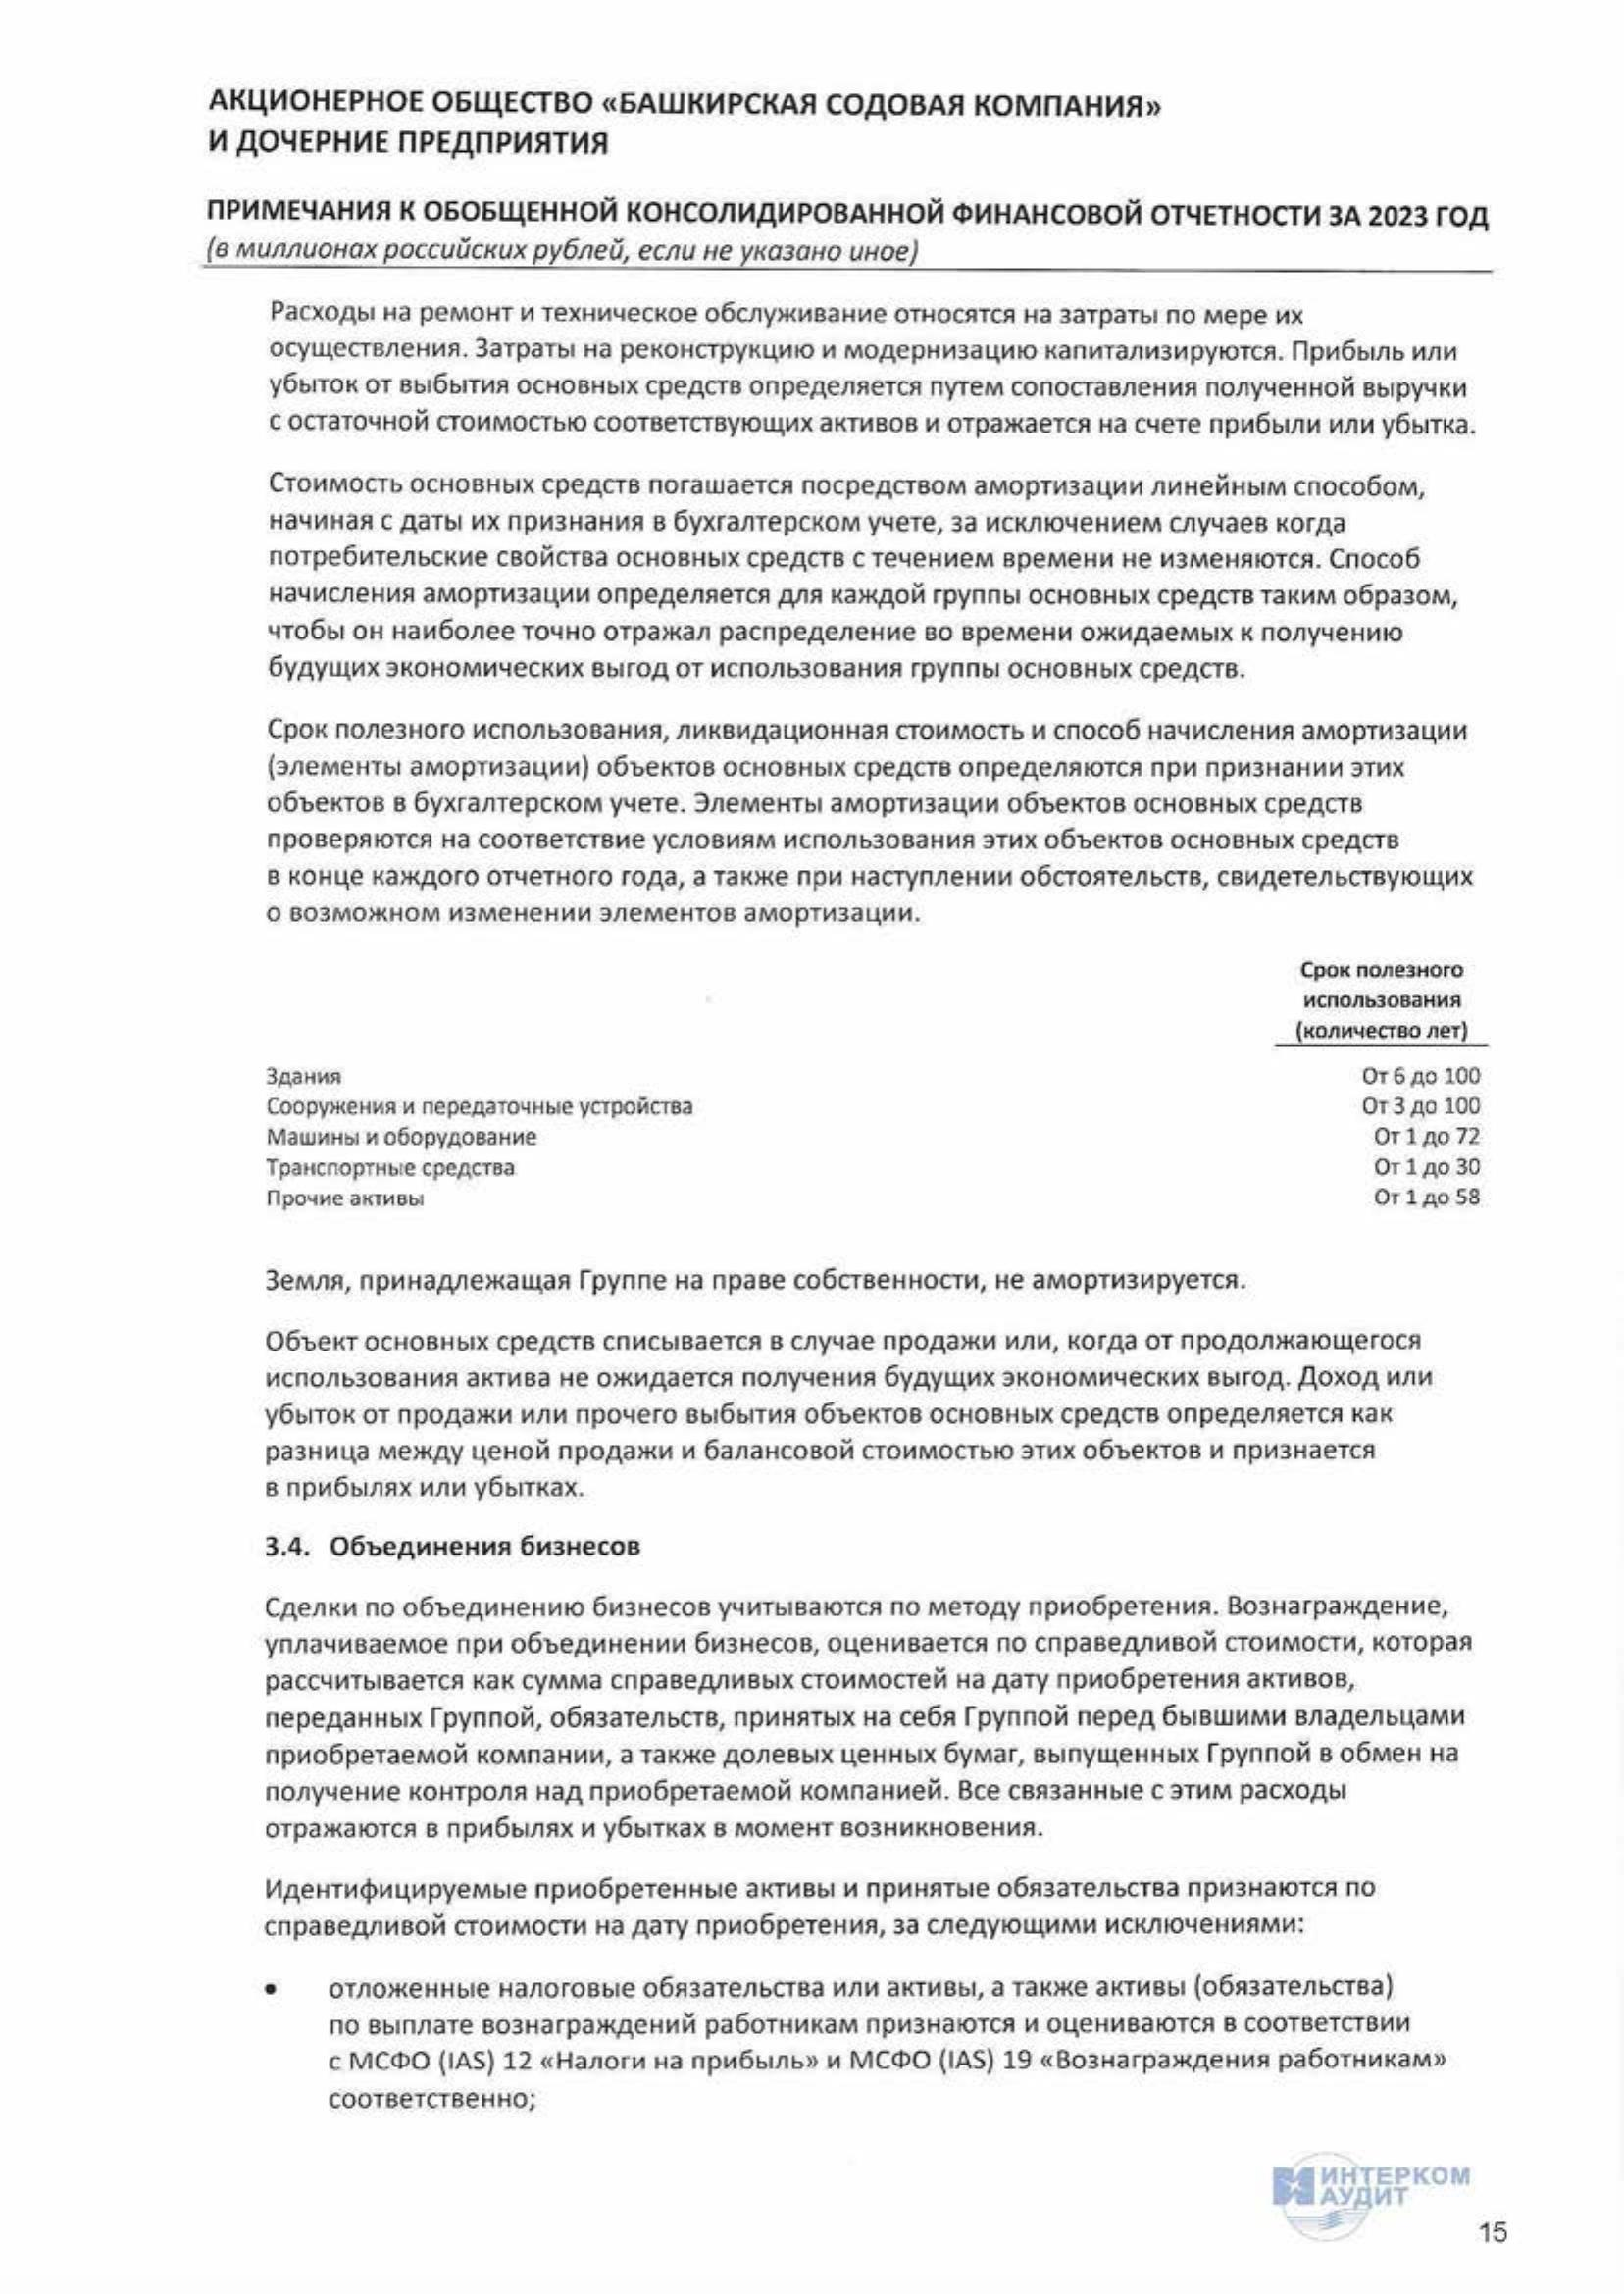 АКЦИОНЕРНОЕ ОБЩЕСТВО «БАШКИРСКАЯ СОДОВАЯ КОМПАНИЯ»
И ДОЧЕРНИЕ ПРЕДПРИЯТИЯ
ПРИМЕЧАНИЯ К ОБОБЩЕННОЙ КОНСОЛИДИРОВАННОЙ ФИНАНСОВОЙ ОТЧЕТНОСТИ ЗА 2023 ГОД
(в миллионах российских рублей, если не указано иное)
Расходы на ремонт и техническое обслуживание относятся на затраты по мере их
осуществления. Затраты на реконструкцию и модернизацию капитализируются. Прибыль или
убыток от выбытия основных средств определяется путем сопоставления полученной выручки
с остаточной стоимостью соответствующих активов и отражается на счете прибыли или убытка.
Стоимость основных средств погашается посредством амортизации линейным способом,
начиная с даты их признания в бухгалтерском учете, за исключением случаев когда
потребительские свойства основных средств с течением времени не изменяются. Способ
начисления амортизации определяется для каждой группы основных средств таким образом,
чтобы он наиболее точно отражал распределение во времени ожидаемых к получению
будущих экономических выгод от использования группы основных средств.
Срок полезного использования, ликвидационная стоимость и способ начисления амортизации
(элементы амортизации) объектов основных средств определяются при признании этих
объектов в бухгалтерском учете. Элементы амортизации объектов основных средств
проверяются на соответствие условиям использования этих объектов основных средств
в конце каждого отчетного года, а также при наступлении обстоятельств, свидетельствующих
о возможном изменении элементов амортизации.
Срок полезного
использования
(количество лет)
Здания От 6 до 100
Сооружения и передаточные устройства От 3 до 100
Машины и оборудование От 1 до 72
Транспортные средства От 1 до 30
Прочие активы От 1 до 58
Земля, принадлежащая Группе на праве собственности, не амортизируется.
Объект основных средств списывается в случае продажи или, когда от продолжающегося
использования актива не ожидается получения будущих экономических выгод. Доход или
убыток от продажи или прочего выбытия объектов основных средств определяется как
разница между ценой продажи и балансовой стоимостью этих объектов и признается
в прибылях или убытках.
3.4. Объединения бизнесов
Сделки по объединению бизнесов учитываются по методу приобретения. Вознаграждение,
уплачиваемое при объединении бизнесов, оценивается по справедливой стоимости, которая
рассчитывается как сумма справедливых стоимостей на дату приобретения активов,
переданных Группой, обязательств, принятых на себя Группой перед бывшими владельцами
приобретаемой компании, а также долевых ценных бумаг, выпущенных Группой в обмен на
получение контроля над приобретаемой компанией. Все связанные с этим расходы
отражаются в прибылях и убытках в момент возникновения.
Идентифицируемые приобретенные активы и принятые обязательства признаются по
справедливой стоимости на дату приобретения, за следующими исключениями:
• отложенные налоговые обязательства или активы, а также активы (обязательства)
по выплате вознаграждений работникам признаются и оцениваются в соответствии
с МСФО (IAS) 12 «Налоги на прибыль» и МСФО (IAS) 19 «Вознаграждения работникам»
соответственно;
ИНТЕРКОМ
АУДИТ
15